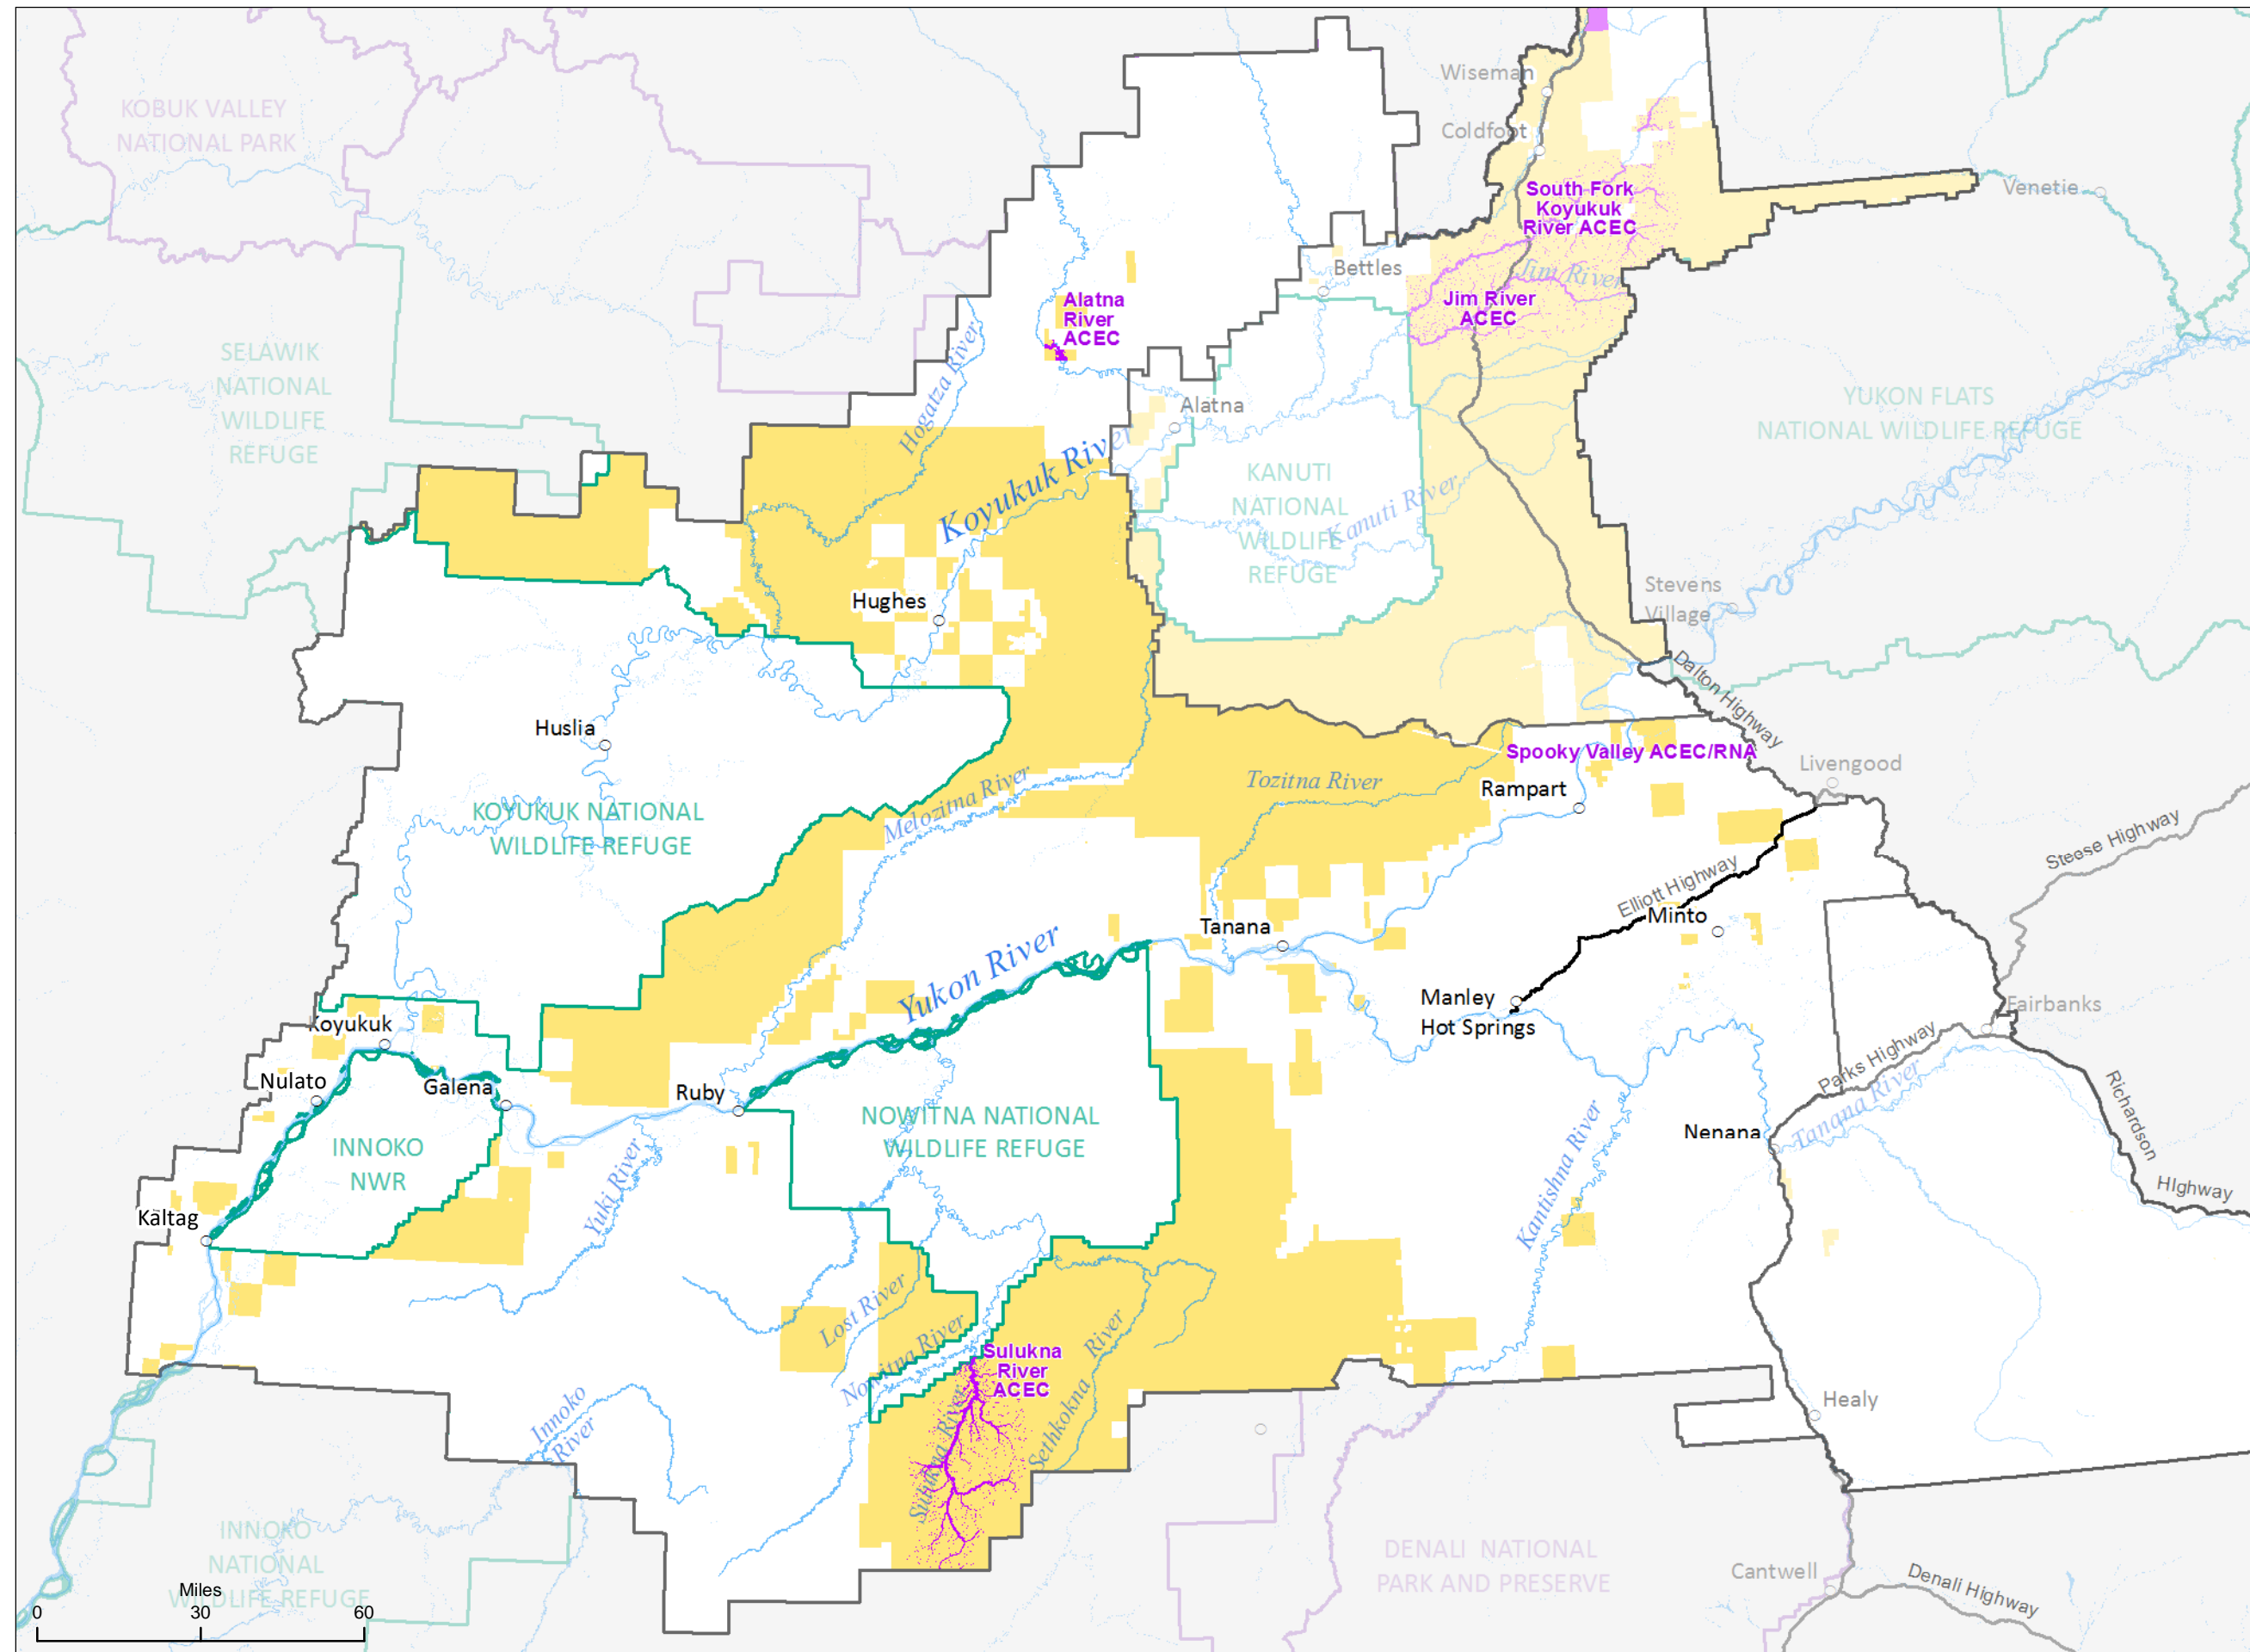 Wiseman
KOBUK VALLEY
NATIONAL PARK
Coldfoot
South Fork
Koyukuk
River ACEC
Venetie
Bettles
Jim River
Jim River
ACEC
Alatna
River
ACEC
SELAWIK
NATIONAL
WILDLIFE
REFUGE
Hogatza River
Alatna
YUKON FLATS
NATIONAL WILDLIFE REFUGE
Koyukuk River
KANUTI
NATIONAL
WILDLIFE
REFUGE
Kanuti River
Hughes
Stevens
Village
Dalton Highway
Huslia
Spooky Valley ACEC/RNA
Livengood
Tozitna River
Rampart
Melozitna River
KOYUKUK NATIONAL
WILDLIFE REFUGE
Steese Highway
Elliott Highway
Minto
Tanana
Yukon River
Manley
Hot Springs
Fairbanks
Koyukuk
Parks Highway
Tanana River
Nulato
Galena
Ruby
Richardson
HIghway
NOWITNA NATIONAL
WILDLIFE REFUGE
Nenana
INNOKO
NWR
Yuki River
Kantishna River
Kaltag
Lost River
Nowitna River
Sulukna
River
ACEC
Sulukna River
Sethkokna River
Innoko
River
Healy
INNOKO
NATIONAL
WILDLIFE REFUGE
DENALI NATIONAL
PARK AND PRESERVE
Cantwell
Denali Highway
Miles
0 30 60